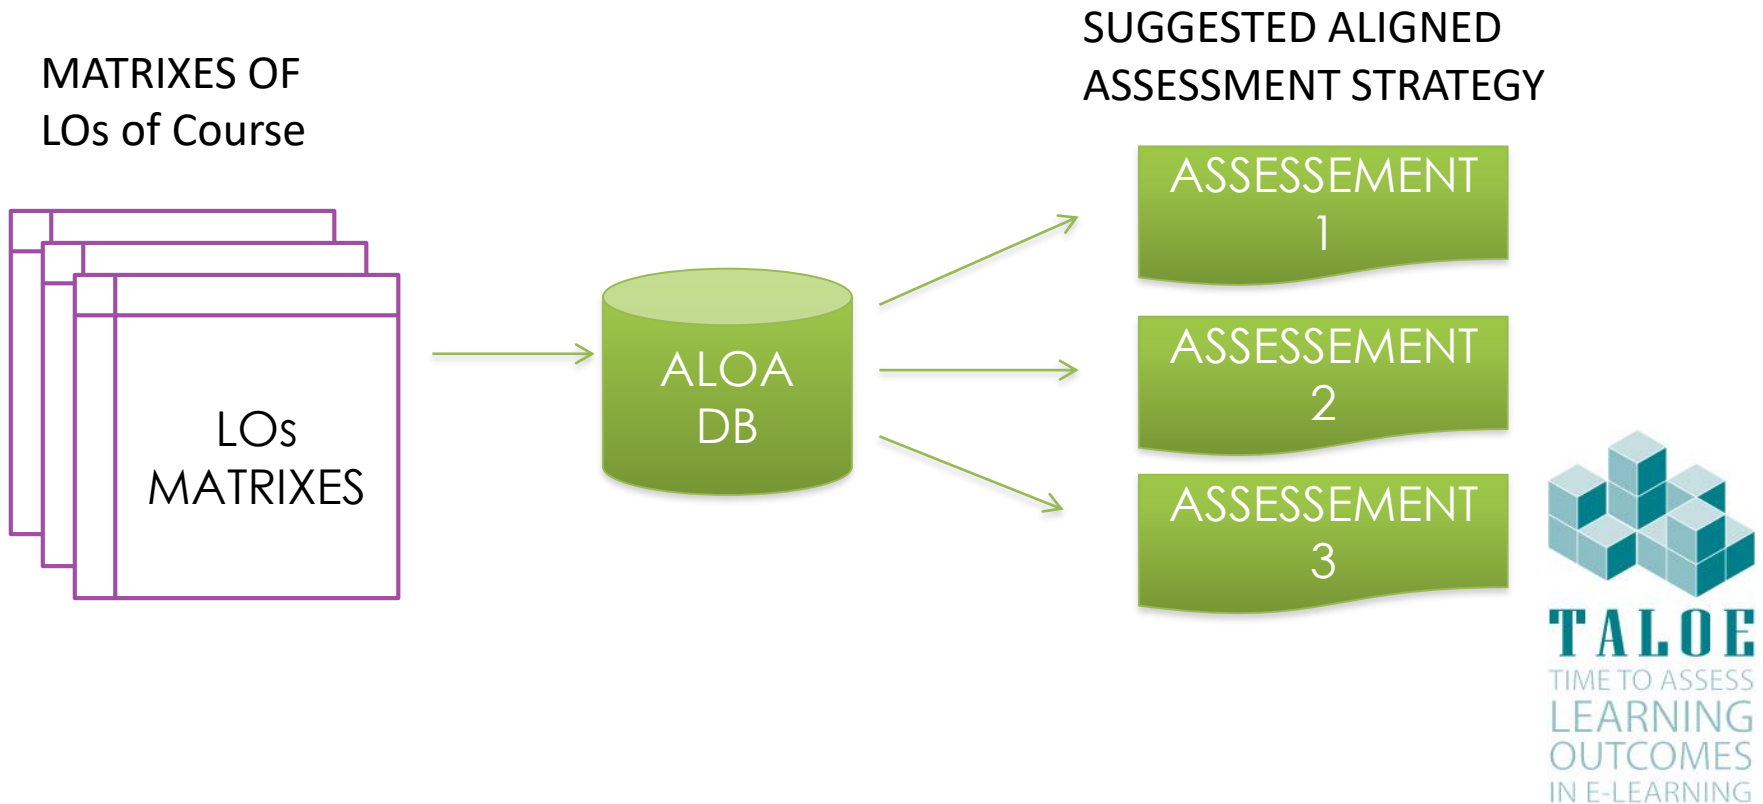 MATRIXES OF
LOs of Course
LOs
MATRIXES
ALOA
DB
SUGGESTED ALIGNED
ASSESSMENT STRATEGY
ASSESSEMENT
1
ASSESSEMENT
2
ASSESSEMENT
3
TALOE
TIME TO ASSESS
LEARNING
OUTCOMES
IN E-LEARNING